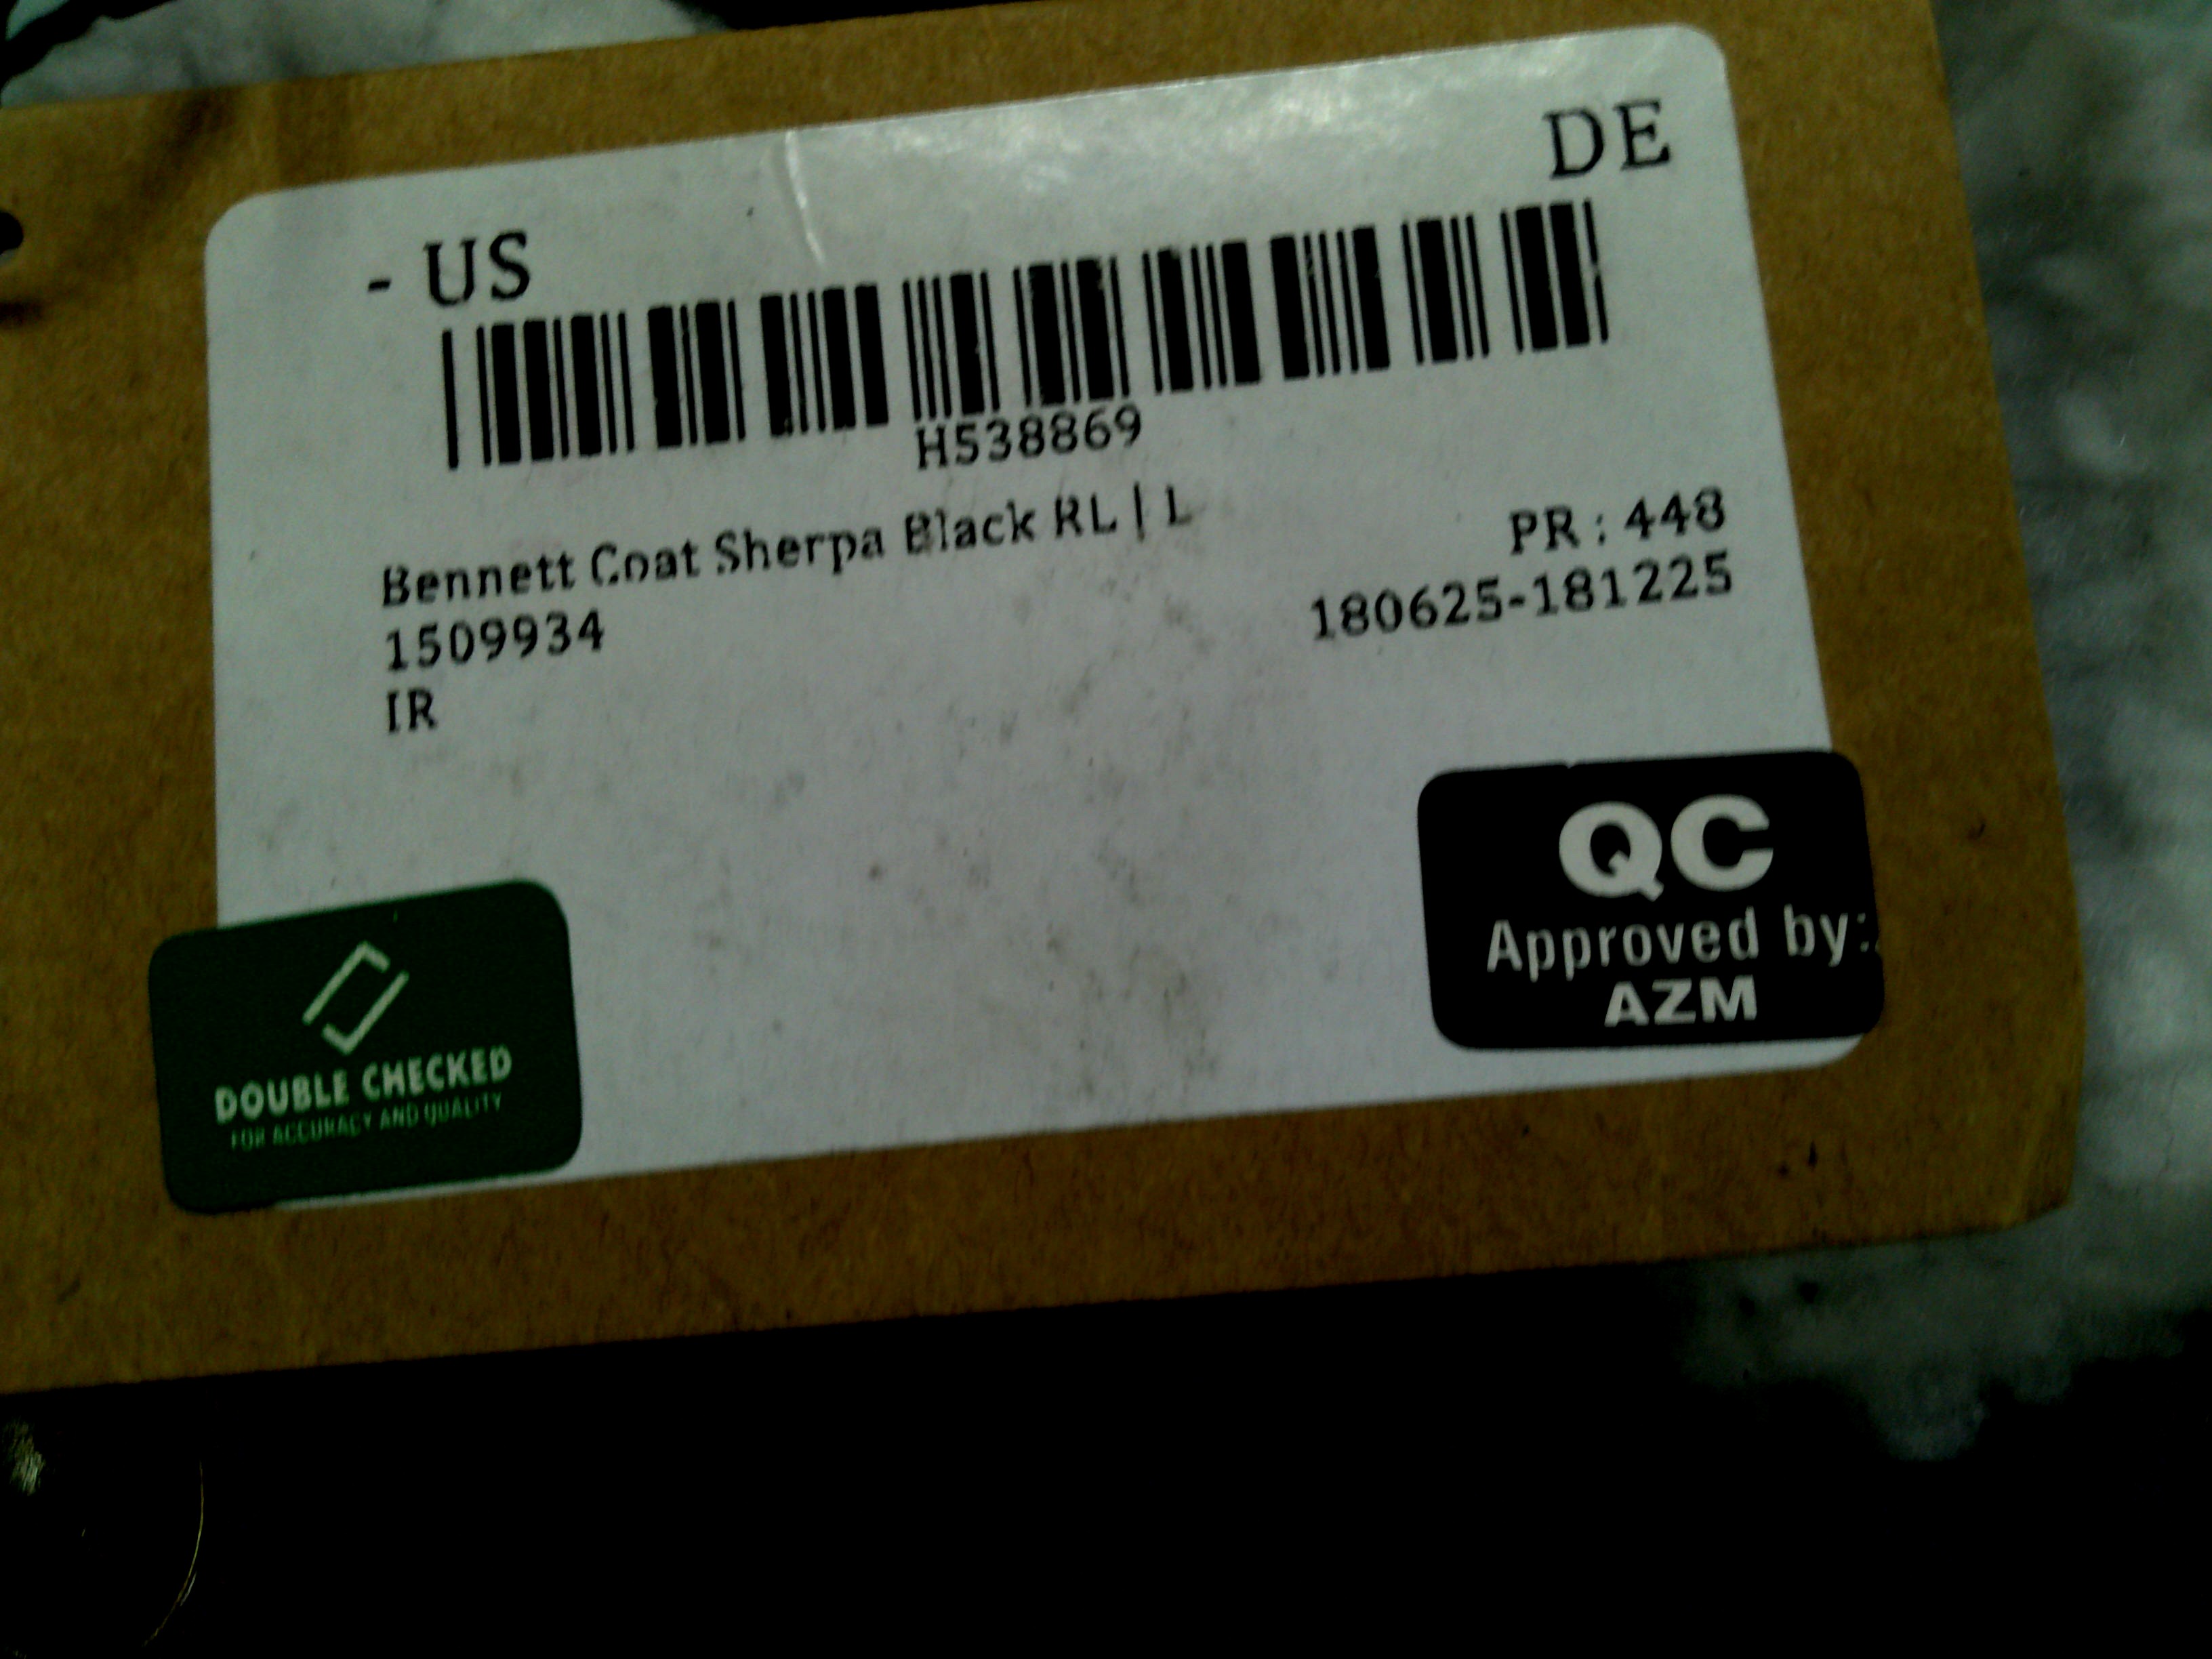 DE
- US
H538869
Bennett Coat Sherpa Black RL | L
PR : 448
1509934
180625-181225
IR
QC
Approved by:
AZM
DOUBLE CHECKED
FOR ACCURACY AND QUALITY